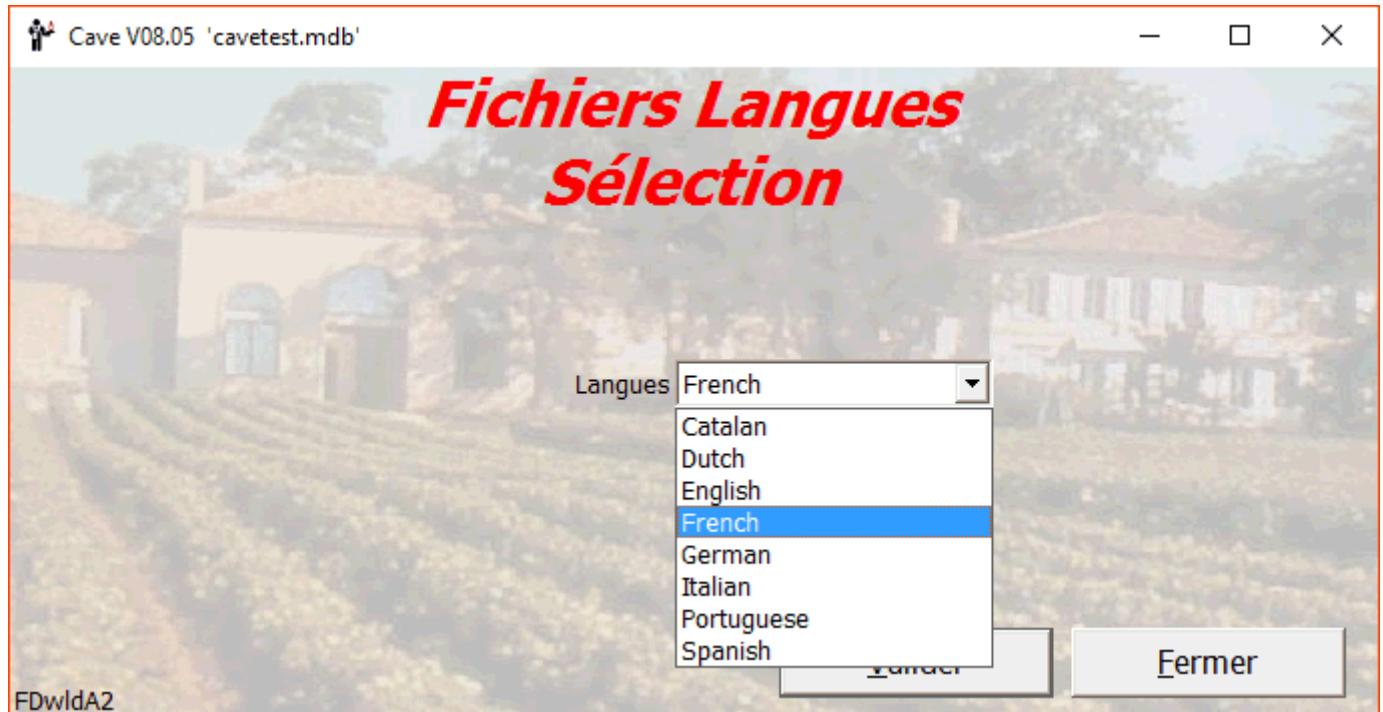 Cave V08.05 'cavetest.mdb'
Fichiers Langues
Sélection
Langues French
Catalan
Dutch
English
French
German
Italian
Portuguese
Spanish
Fermer
FDwldA2